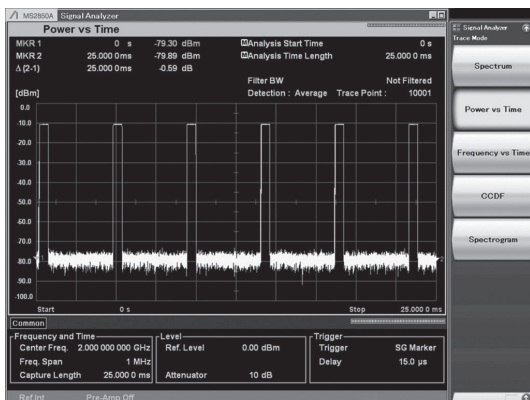 MS2850A Signal Analyzer
Power vs Time
MKR 1 0 s -79.30 dBm
MKR 2 25.000 0ms -79.89 dBm
Δ (2-1) 25.000 0ms -0.59 dB
M Analysis Start Time 0 s
M Analysis Time Length 25.000 0 ms
Filter BW Not Filtered
Detection : Average Trace Point : 10001
[dBm]
0.0
-10.0
-20.0
-30.0
-40.0
-50.0
-60.0
-70.0
-80.0
-90.0
-100.0
1
2
Start 0 s Stop 25.000 0 ms
Common
Frequency and Time
Center Freq. 2.000 000 000 GHz
Freq. Span 1 MHz
Capture Length 25.000 0 ms
Level
Ref. Level 0.00 dBm
Attenuator 10 dB
Trigger
Trigger SG Marker
Delay 15.0 µs
Ref.Int Pre-Amp Off
Signal Analyzer
Trace Mode
Spectrum
Power vs Time
Frequency vs Time
CCDF
Spectrogram